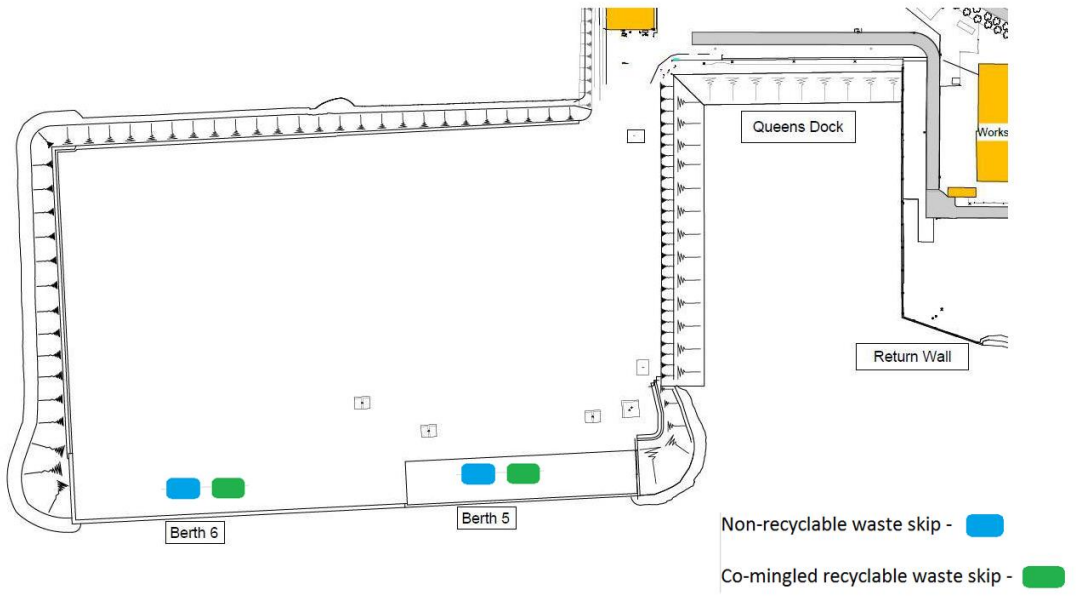 Queens Dock
Works
Return Wall
Berth 6
Berth 5
Non-recyclable waste skip -
Co-mingled recyclable waste skip -